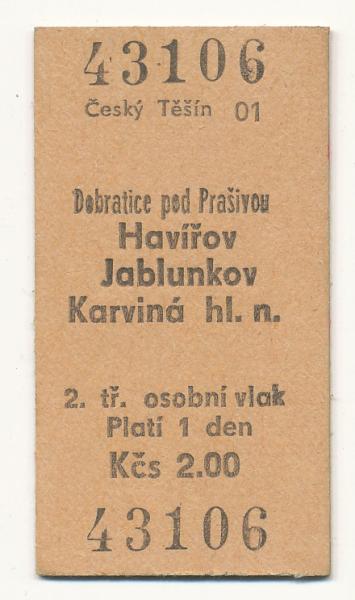 43106
Český Těšín 01
Dobratice pod Prašivou
Havířov
Jablunkov
Karviná hl. n.
2. tř. osobní vlak
Platí 1 den
Kčs 2.00
43106